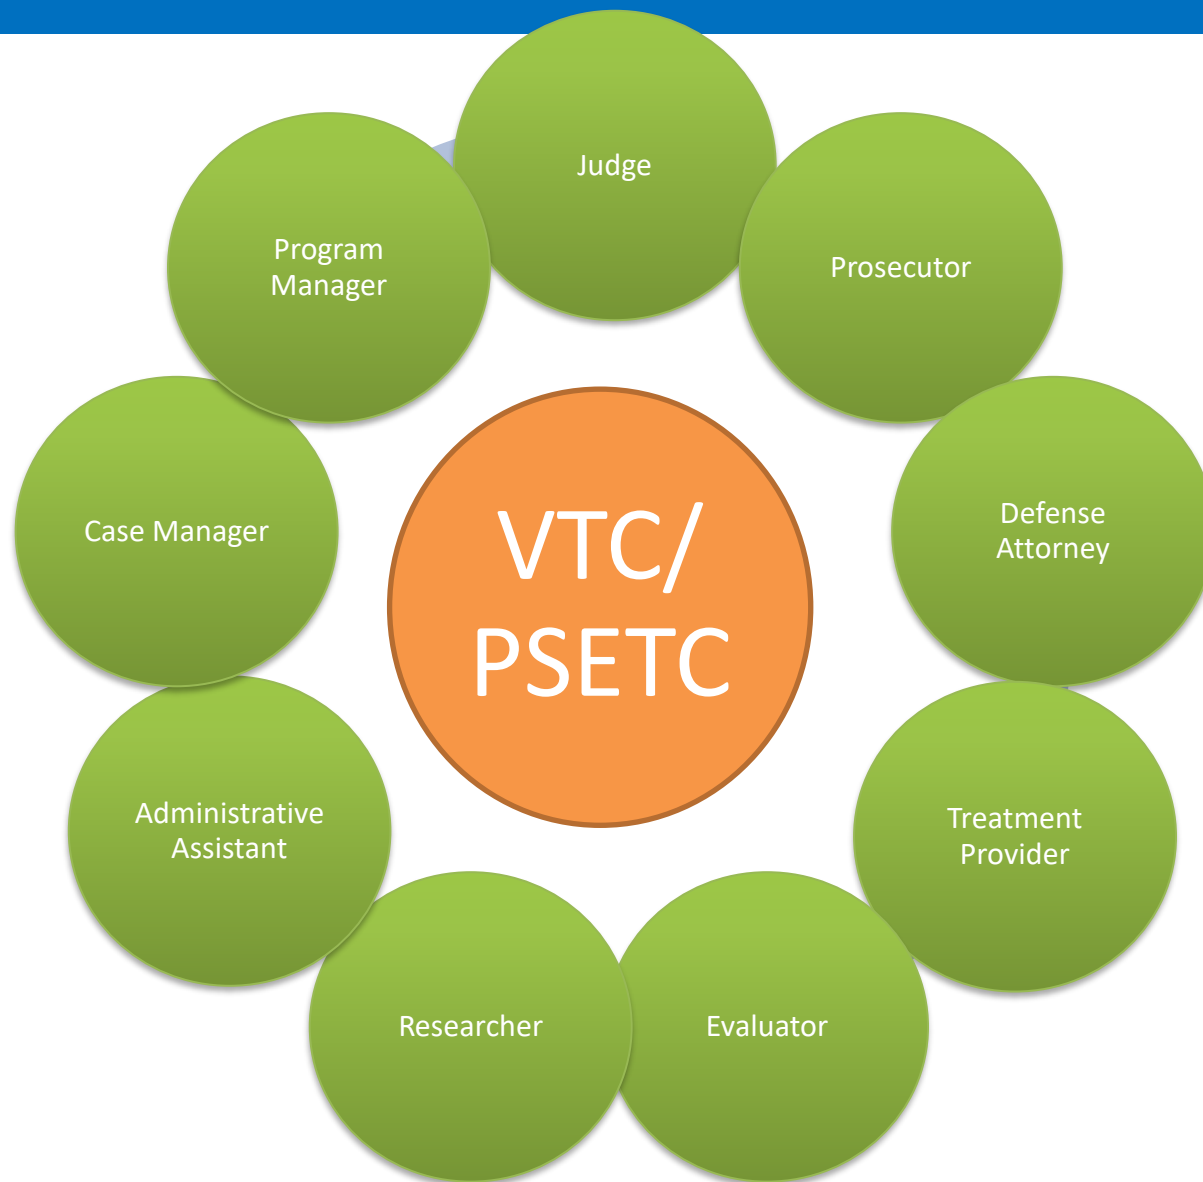 Judge
Prosecutor
Defense
Attorney
Treatment
Provider
Evaluator
Researcher
Administrative
Assistant
Case Manager
Program
Manager
VTC/
PSETC